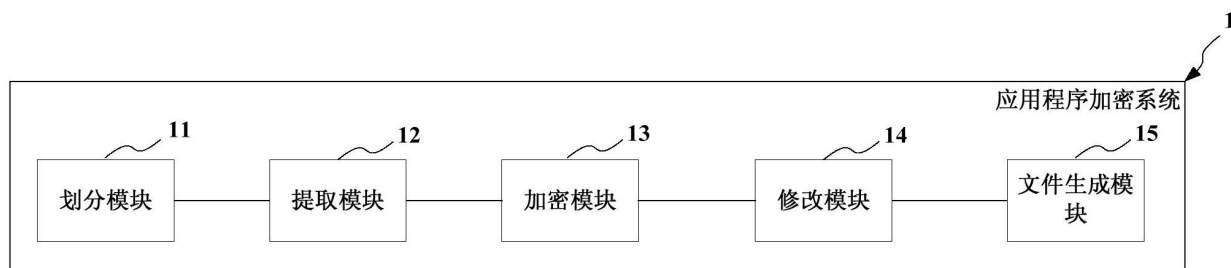 1
应用程序加密系统
11
12
13
14
15
划分模块
提取模块
加密模块
修改模块
文件生成模
块